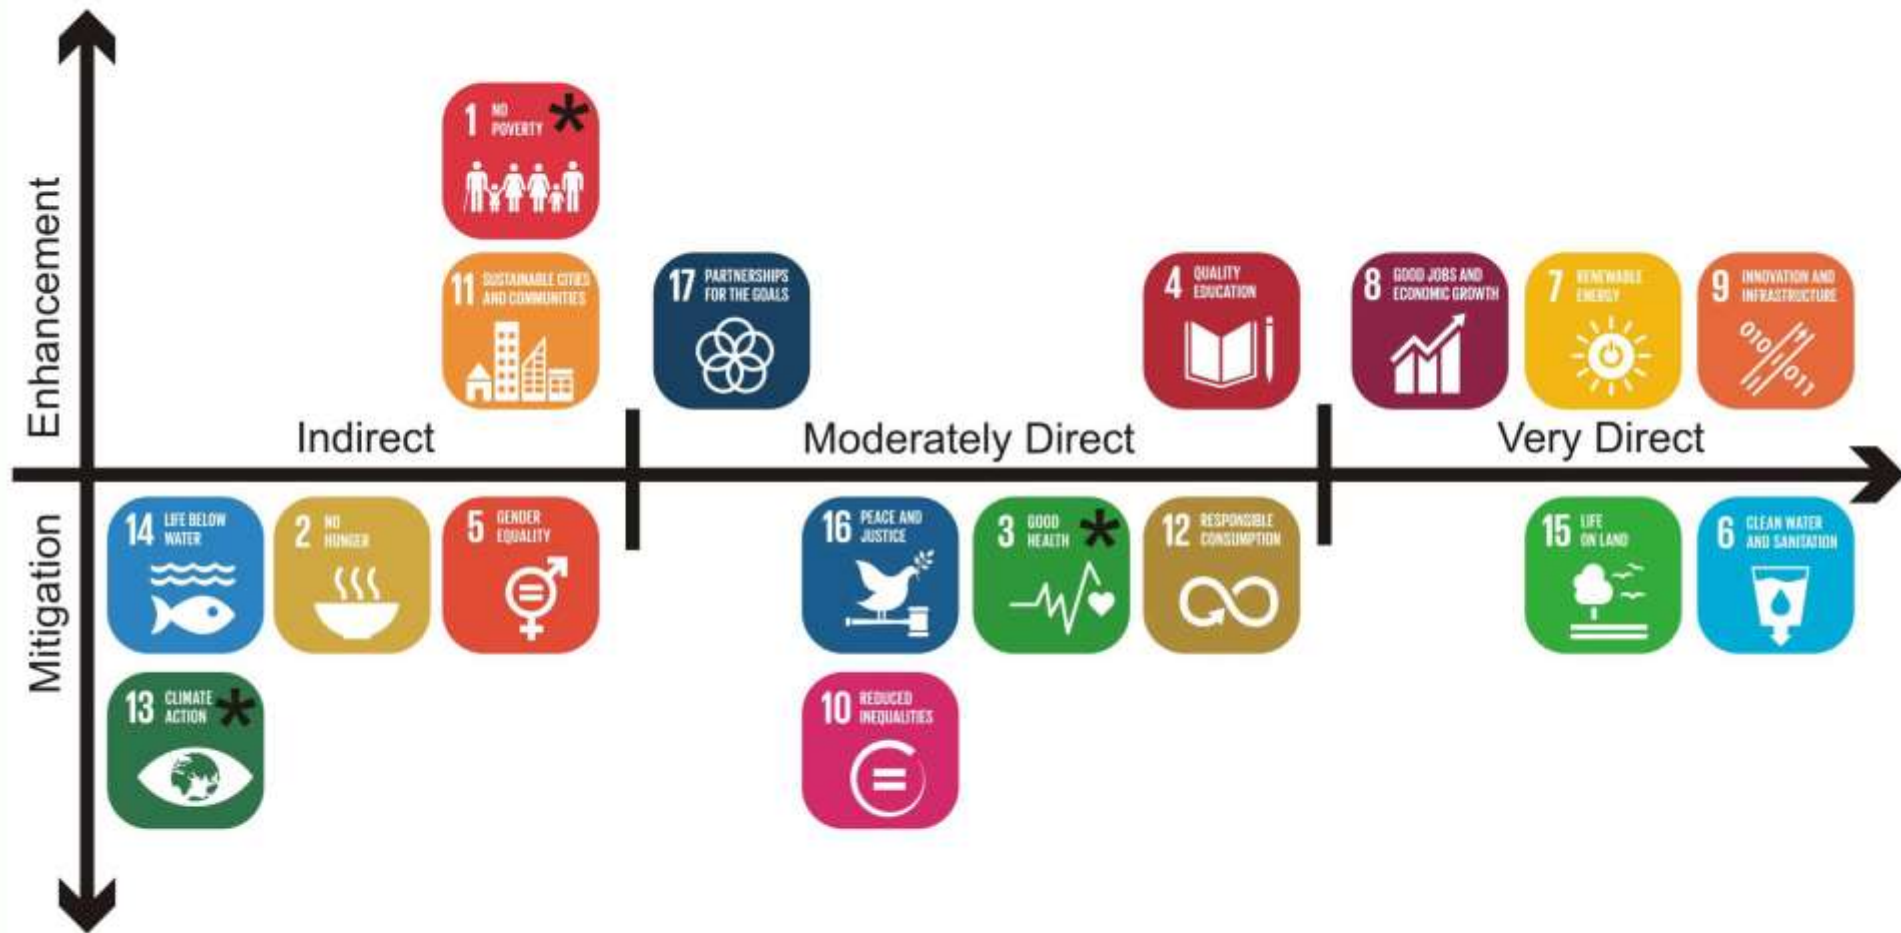 Enhancement
Mitigation
Indirect
Moderately Direct
Very Direct
1 NO
POVERTY *
11 SUSTAINABLE CITIES
AND COMMUNITIES
17 PARTNERSHIPS
FOR THE GOALS
4 QUALITY
EDUCATION
8 GOOD JOBS AND
ECONOMIC GROWTH
7 RENEWABLE
ENERGY
9 INNOVATION AND
INFRASTRUCTURE
010
011
14 LIFE BELOW
WATER
2 NO
HUNGER
5 GENDER
EQUALITY
16 PEACE AND
JUSTICE
3 GOOD
HEALTH *
12 RESPONSIBLE
CONSUMPTION
15 LIFE
ON LAND
6 CLEAN WATER
AND SANITATION
13 CLIMATE
ACTION *
10 REDUCED
INEQUALITIES